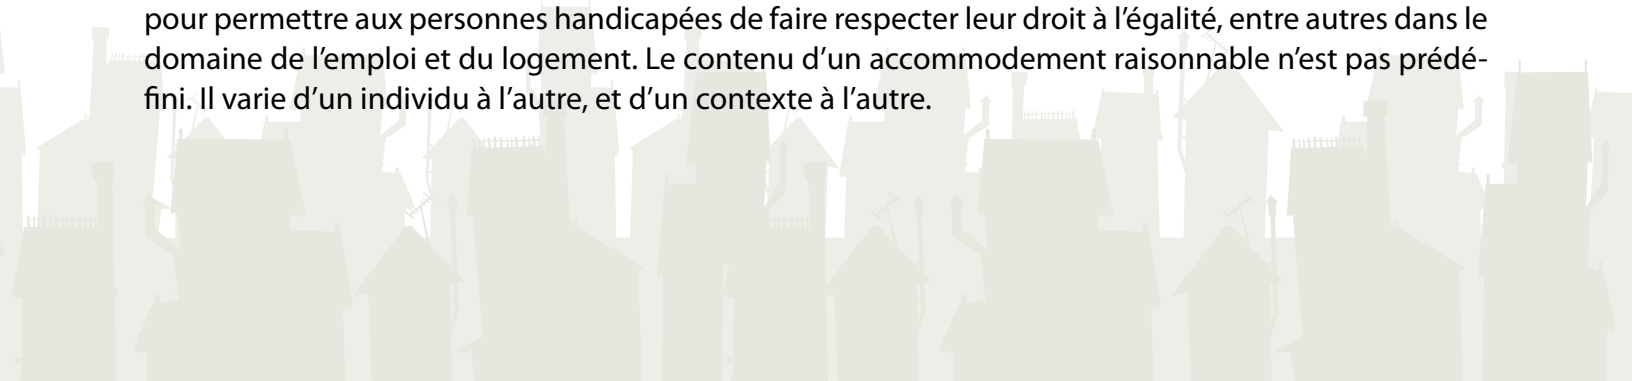 pour permettre aux personnes handicapées de faire respecter leur droit à l’égalité, entre autres dans le
domaine de l’emploi et du logement. Le contenu d’un accommodement raisonnable n’est pas prédé-
fini. Il varie d’un individu à l’autre, et d’un contexte à l’autre.